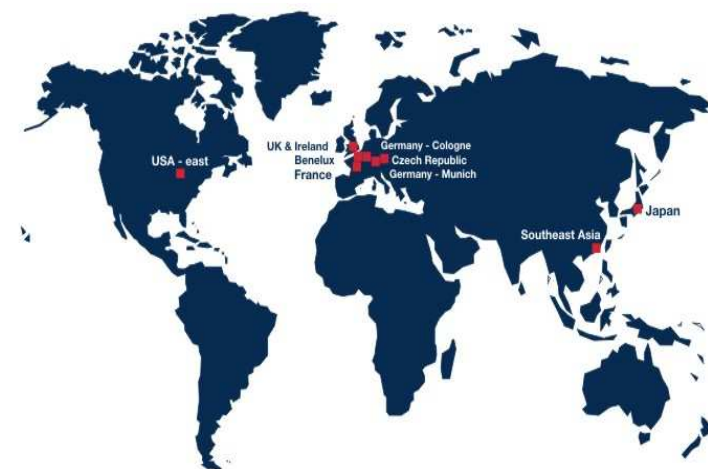 USA - east
UK & Ireland
Benelux
France
Germany - Cologne
Czech Republic
Germany - Munich
Japan
Southeast Asia